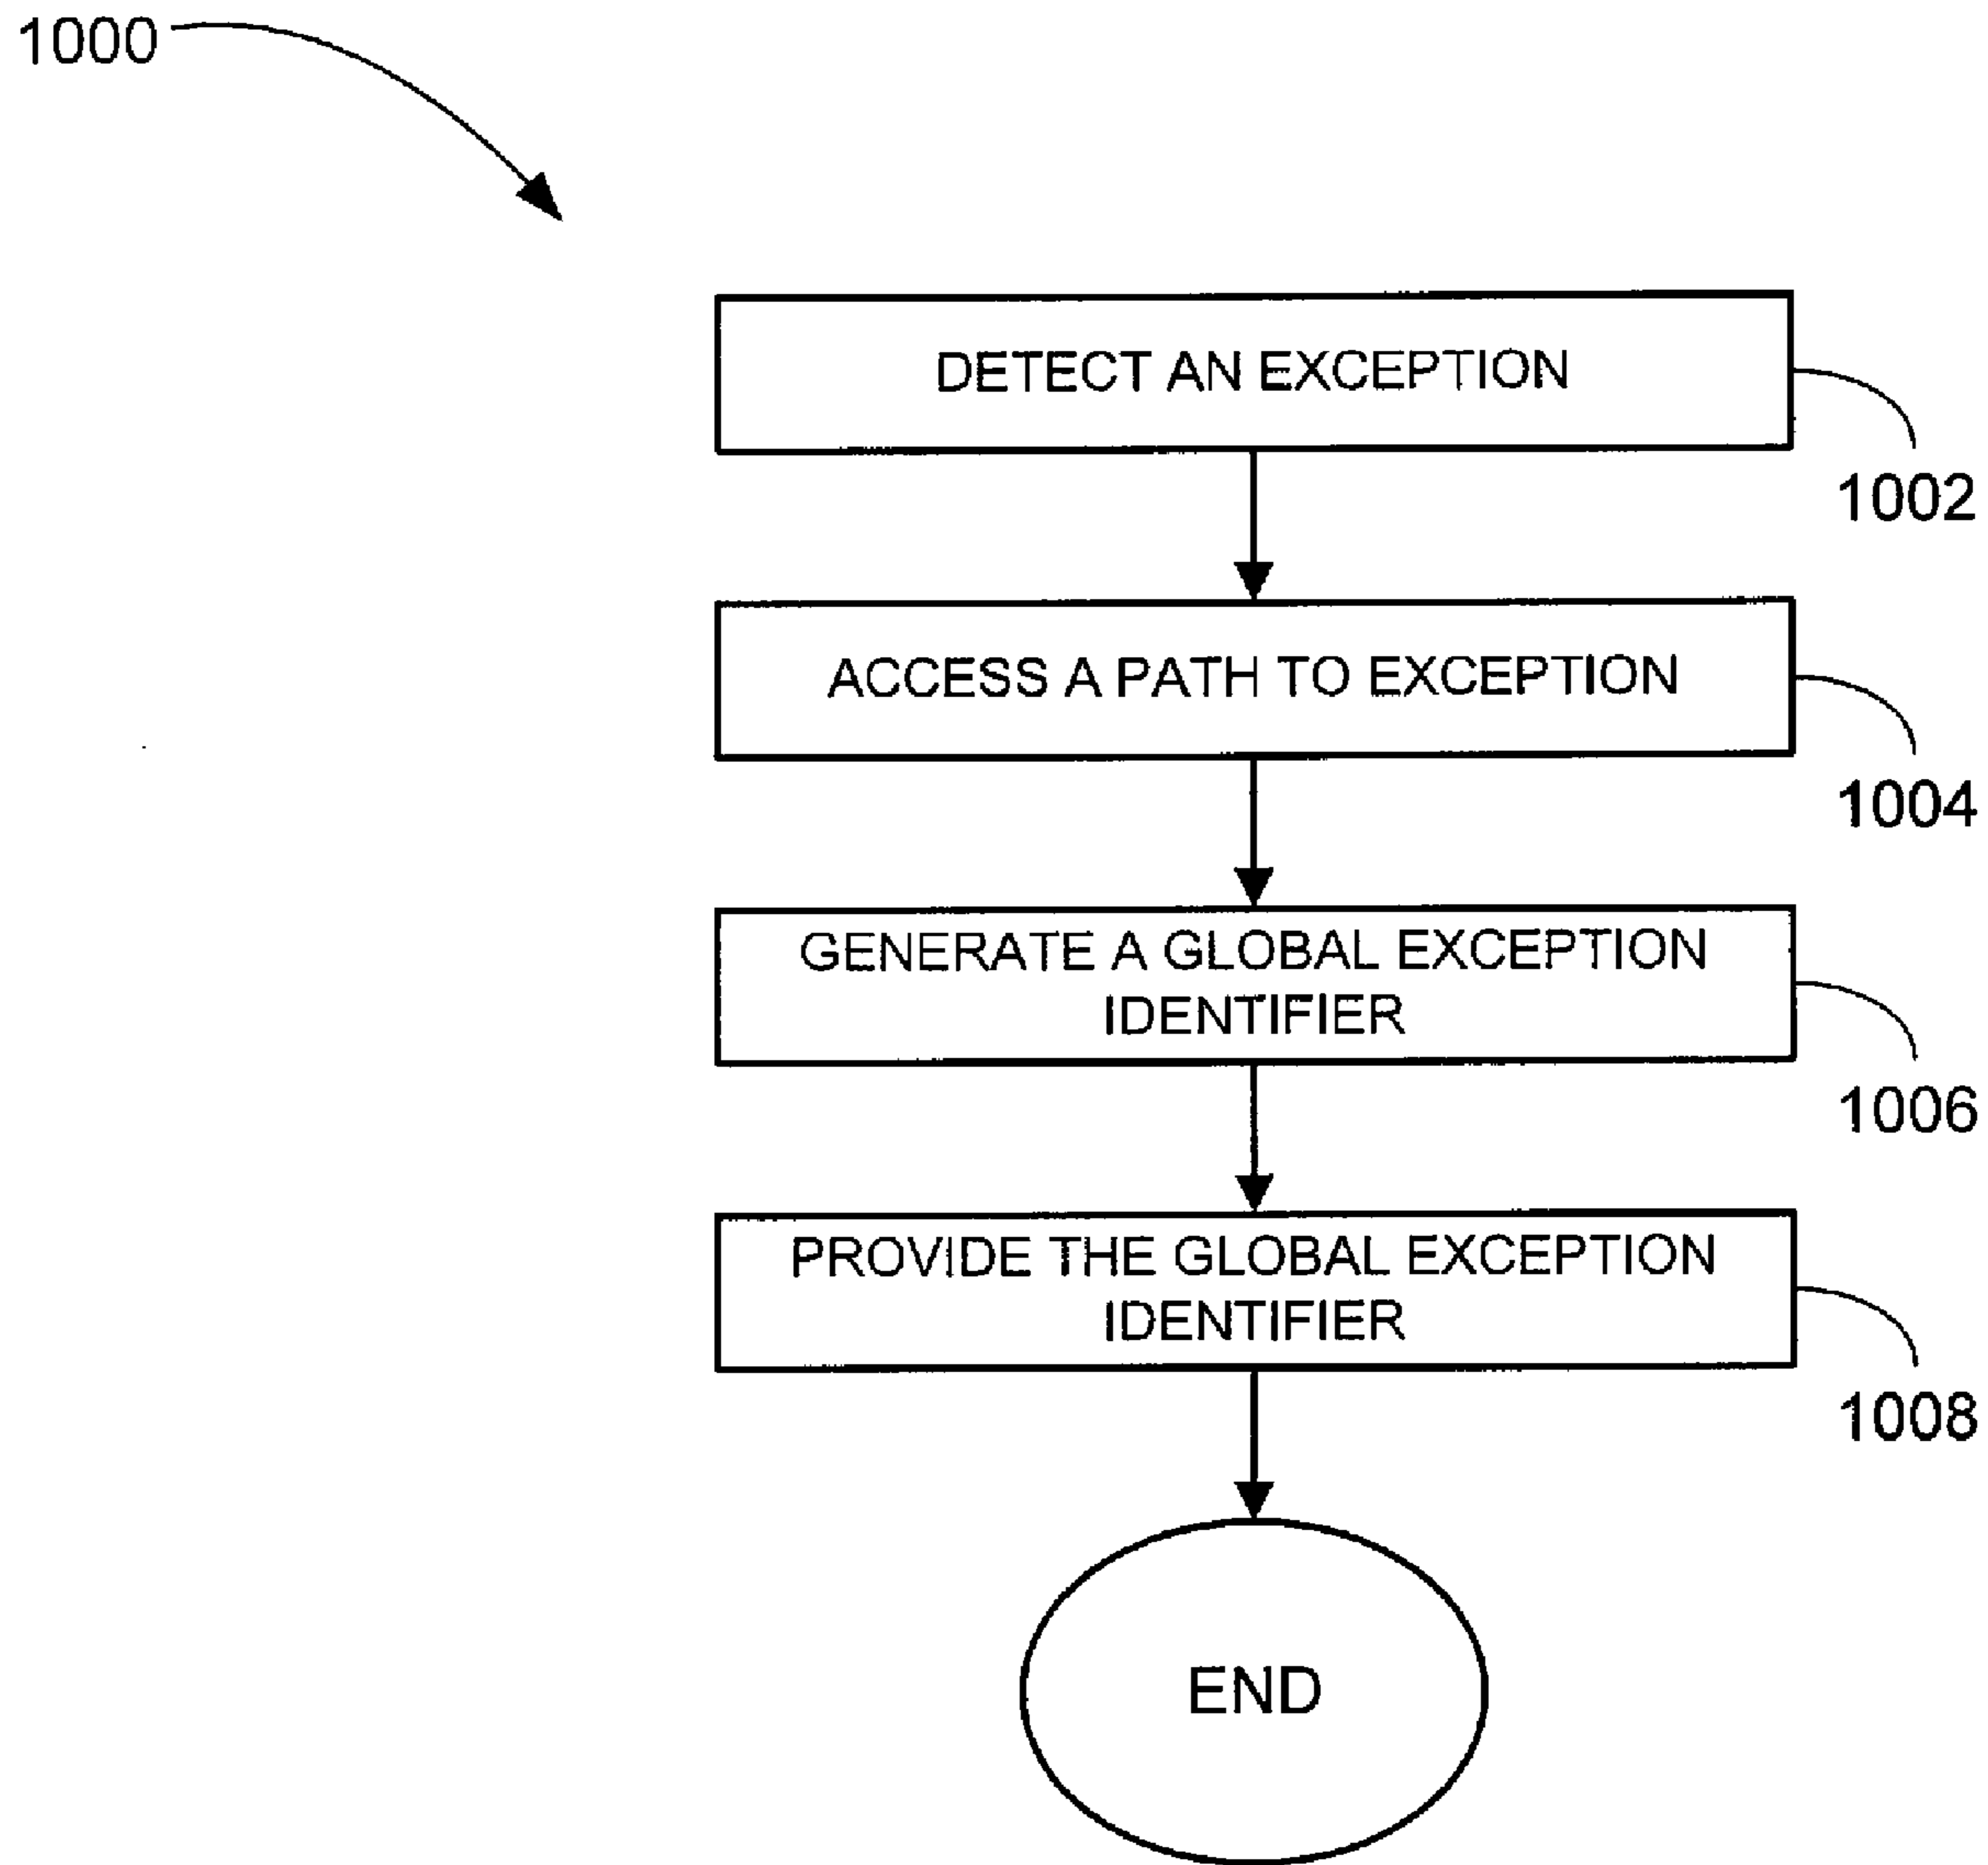 1000
DETECT AN EXCEPTION
1002
ACCESS A PATH TO EXCEPTION
1004
GENERATE A GLOBAL EXCEPTION
IDENTIFIER
1006
PROVIDE THE GLOBAL EXCEPTION
IDENTIFIER
1008
END